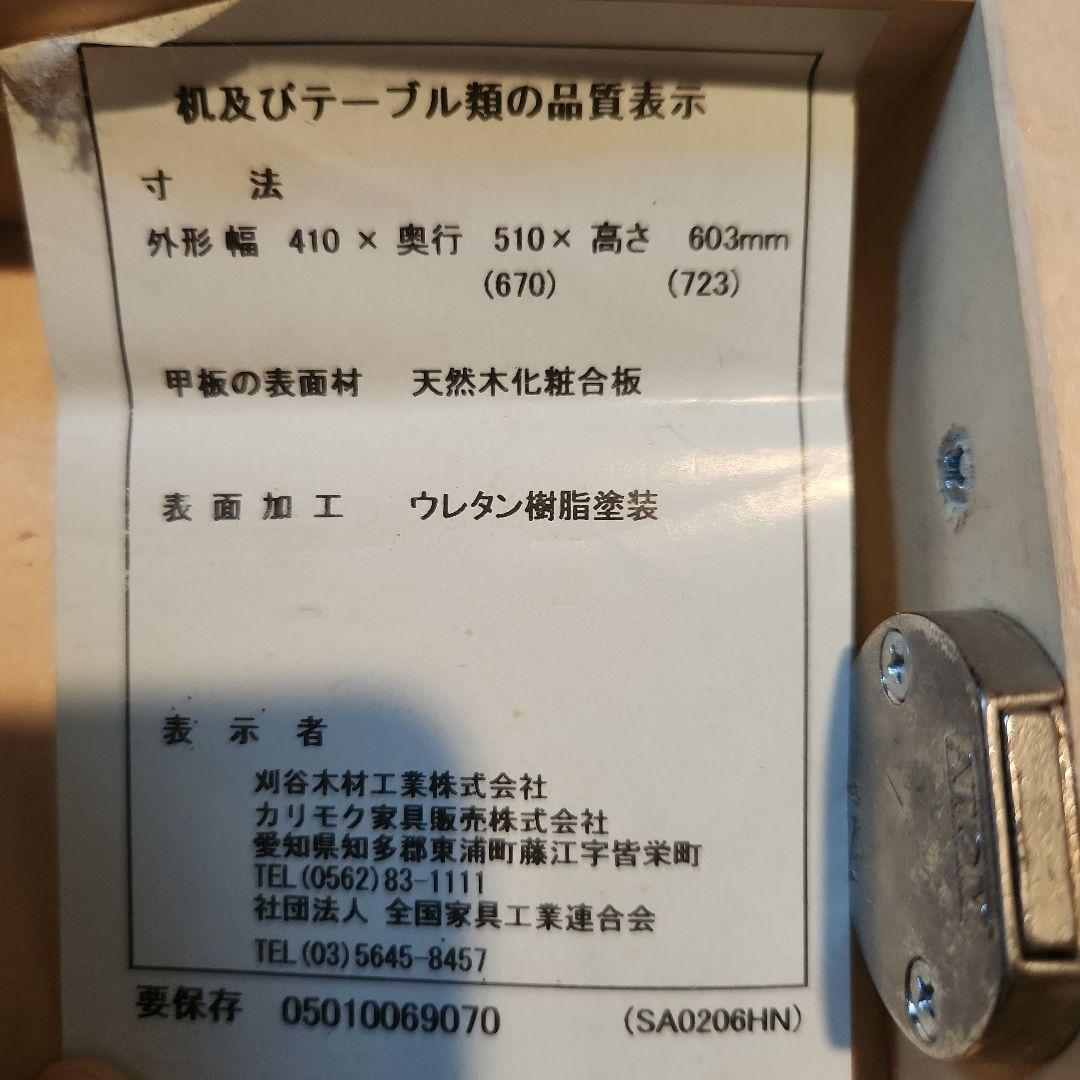 机及びテーブル類の品質表示
寸 法
外形 幅 410 × 奥行 510× 高さ 603mm
(670) (723)
甲板の表面材 天然木化粧合板
表面加工 ウレタン樹脂塗装
表示者
刈谷木材工業株式会社
カリモク家具販売株式会社
愛知県知多郡東浦町藤江字皆栄町
TEL(0562)83-1111
社団法人 全国家具工業連合会
TEL(03)5645-8457
要保存 05010069070 (SA0206HN)